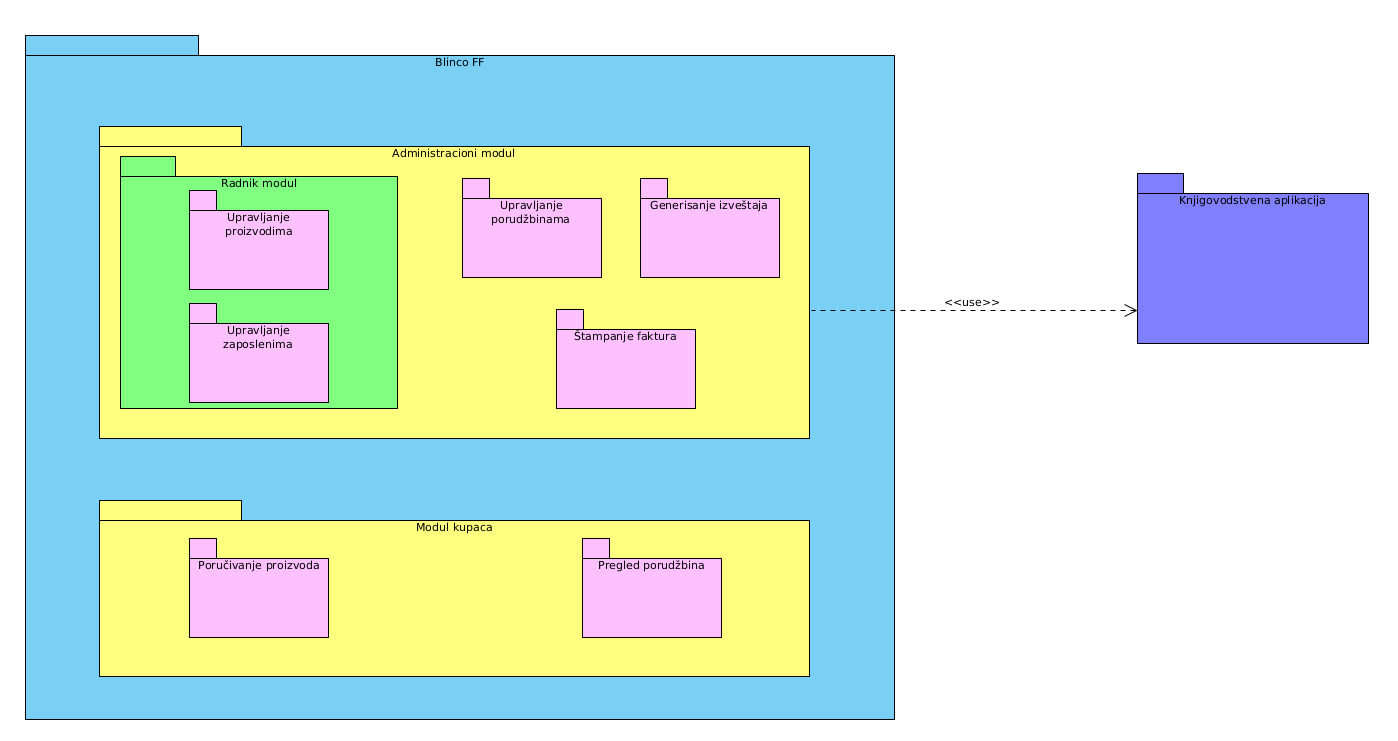 Blinco FF
Administracioni modul
Radnik modul
Upravljanje
proizvodima
Upravljanje
zaposlenima
Upravljanje
porudžbinama
Generisanje izveštaja
Štampanje faktura
<<use>>
Knjigovodstvena aplikacija
Modul kupaca
Poručivanje proizvoda
Pregled porudžbina